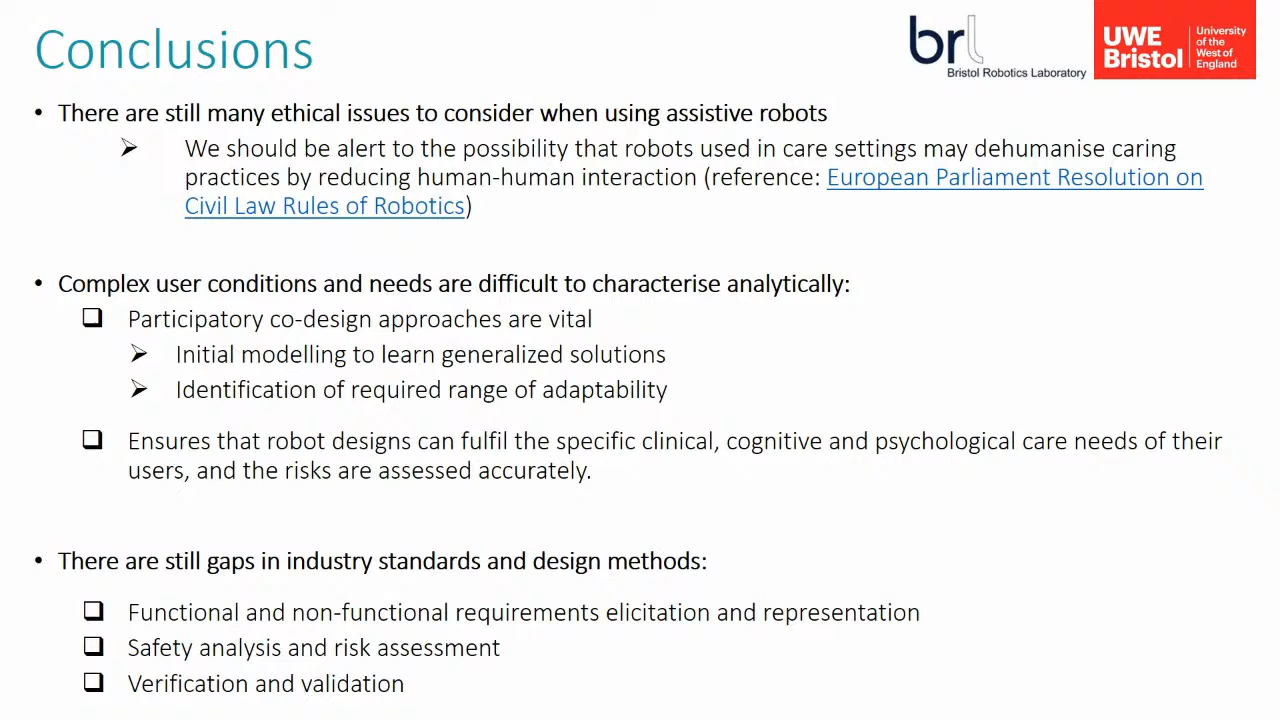 Conclusions
brl
Bristol Robotics Laboratory
UWE
Bristol
University
of the
West of
England
• There are still many ethical issues to consider when using assistive robots
➢ We should be alert to the possibility that robots used in care settings may dehumanise caring
practices by reducing human-human interaction (reference: European Parliament Resolution on
Civil Law Rules of Robotics)
• Complex user conditions and needs are difficult to characterise analytically:
❑ Participatory co-design approaches are vital
➢ Initial modelling to learn generalized solutions
➢ Identification of required range of adaptability
❑ Ensures that robot designs can fulfil the specific clinical, cognitive and psychological care needs of their
users, and the risks are assessed accurately.
• There are still gaps in industry standards and design methods:
❑ Functional and non-functional requirements elicitation and representation
❑ Safety analysis and risk assessment
❑ Verification and validation